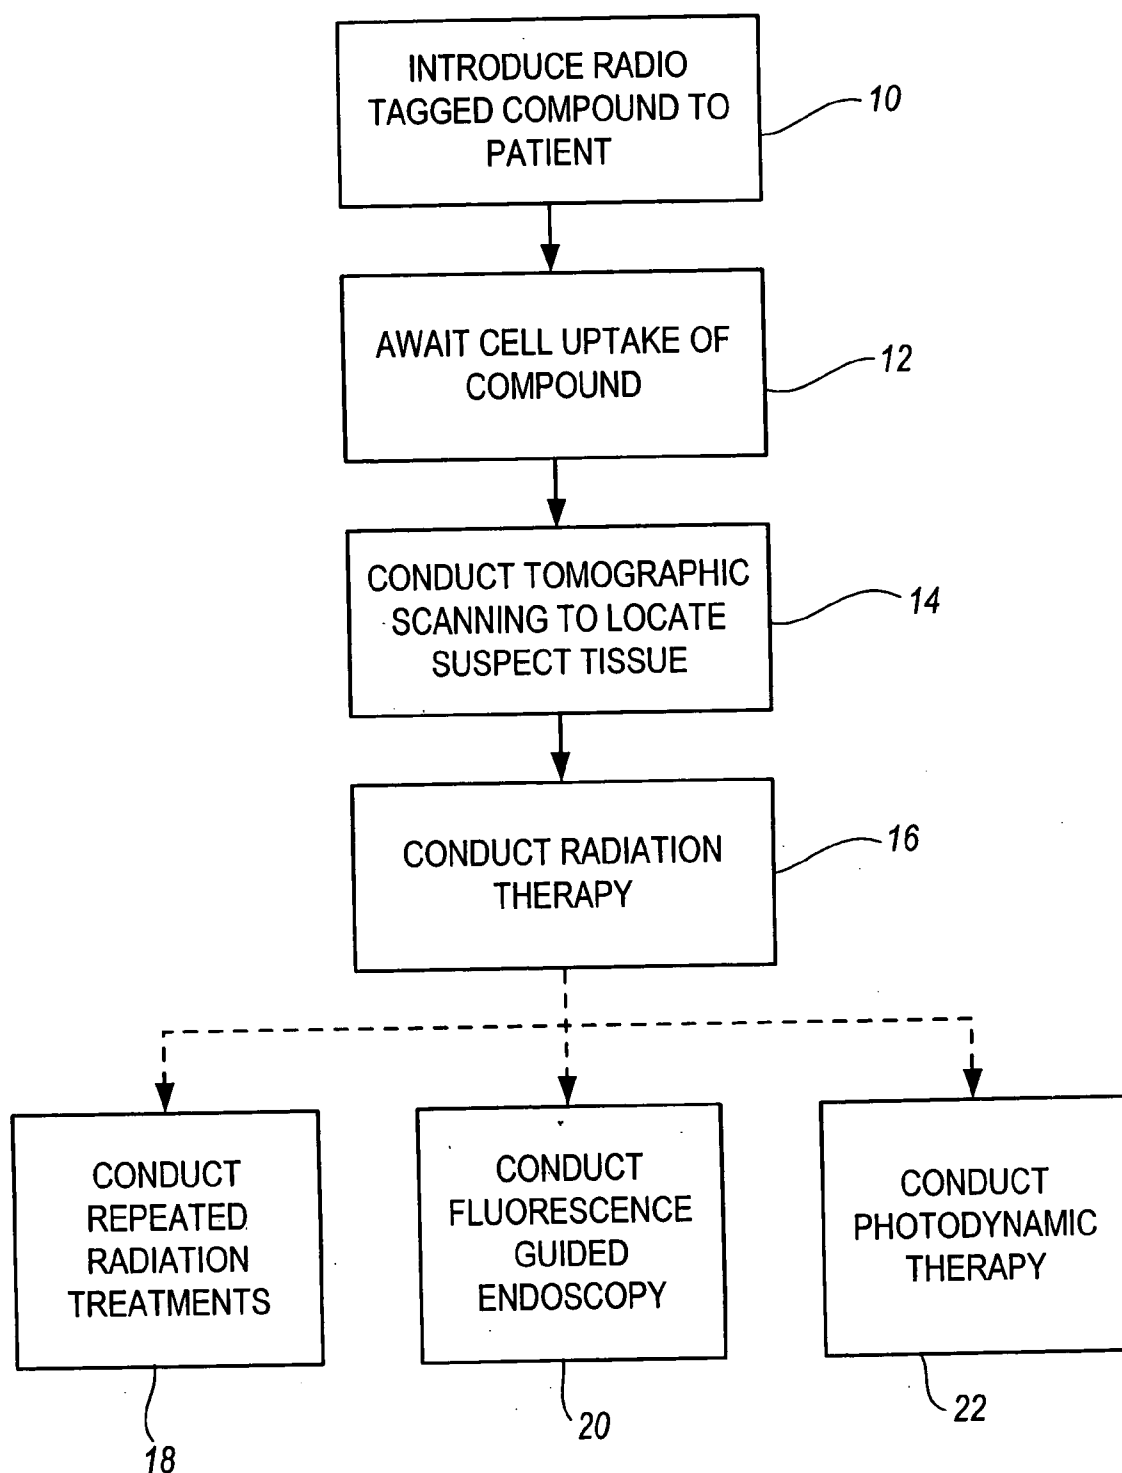 INTRODUCE RADIO
TAGGED COMPOUND TO
PATIENT
10
AWAIT CELL UPTAKE OF
COMPOUND
12
CONDUCT TOMOGRAPHIC
SCANNING TO LOCATE
SUSPECT TISSUE
14
CONDUCT RADIATION
THERAPY
16
CONDUCT
REPEATED
RADIATION
TREATMENTS
18
CONDUCT
FLUORESCENCE
GUIDED
ENDOSCOPY
20
CONDUCT
PHOTODYNAMIC
THERAPY
22